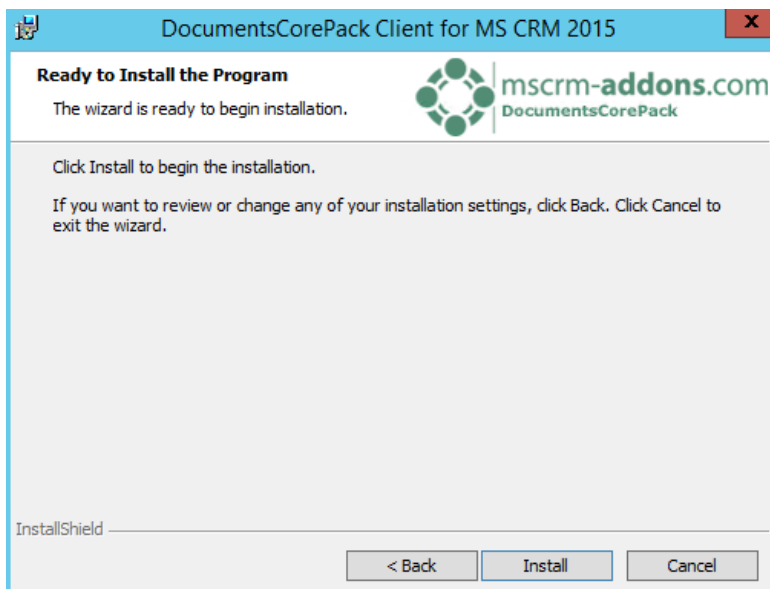 DocumentsCorePack Client for MS CRM 2015
x
Ready to Install the Program
The wizard is ready to begin installation.
mscrm-addons.com
DocumentsCorePack
Click Install to begin the installation.
If you want to review or change any of your installation settings, click Back. Click Cancel to
exit the wizard.
InstallShield
< Back
Install
Cancel